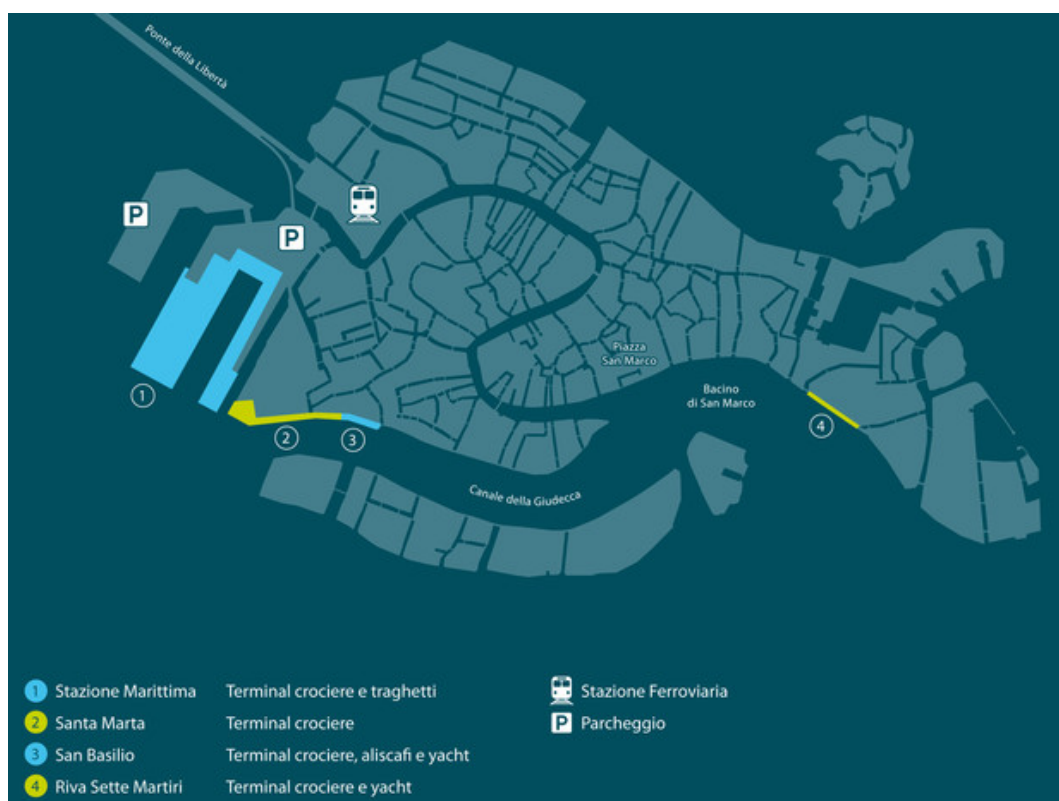 Ponte della Libertà
P
P
Piazza
San Marco
Bacino
di San Marco
1
2
3
4
Canale della Giudecca
1 Stazione Marittima Terminal crociere e traghetti
2 Santa Marta Terminal crociere
3 San Basilio Terminal crociere, aliscafi e yacht
4 Riva Sette Martiri Terminal crociere e yacht
Stazione Ferroviaria
P Parcheggio